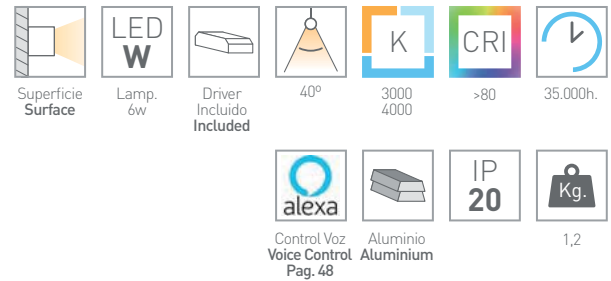 LED
W
K
CRI
Superficie
Surface
Lamp.
6w
Driver
Incluido
Included
40º
3000
4000
>80
35.000h.
alexa
IP
20
Kg.
Control Voz
Voice Control
Pag. 48
Aluminio
Aluminium
1,2